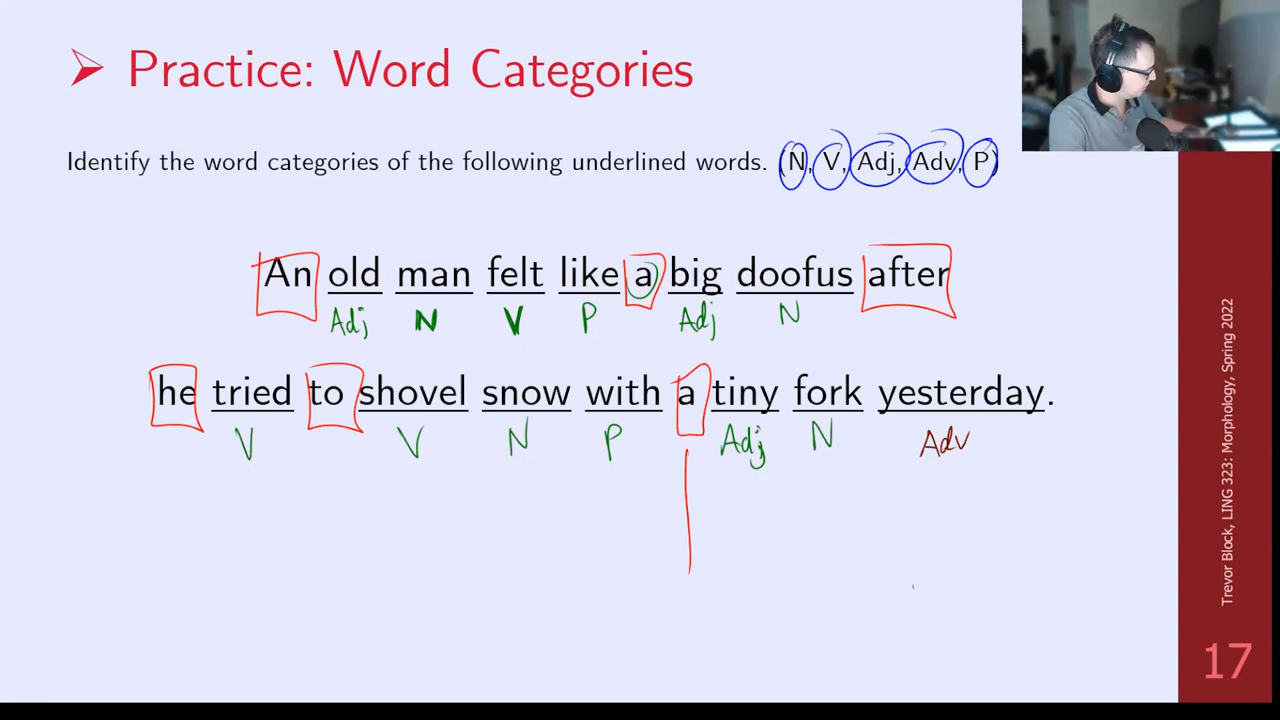 ➢ Practice: Word Categories
Identify the word categories of the following underlined words. (N, V, Adj, Adv, P)
An old man felt like a big doofus after
Adj N V P Adj N
he tried to shovel snow with a tiny fork yesterday.
V V N P Adj N Adv
Trevor Block, LING 323: Morphology, Spring 2022
17